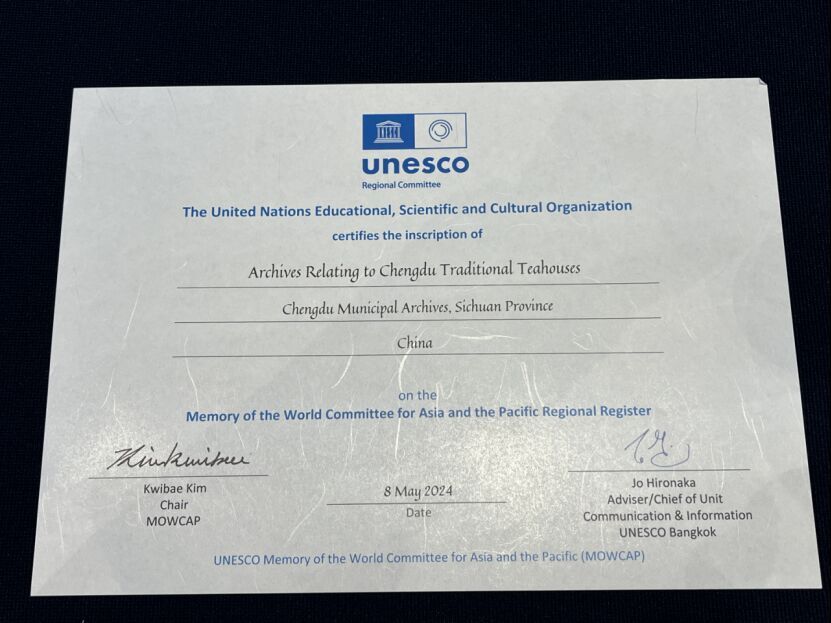 unesco
Regional Committee
The United Nations Educational, Scientific and Cultural Organization
certifies the inscription of
Archives Relating to Chengdu Traditional Teahouses
Chengdu Municipal Archives, Sichuan Province
China
on the
Memory of the World Committee for Asia and the Pacific Regional Register
Kwibae Kim
Chair
MOWCAP
8 May 2024
Date
Jo Hironaka
Adviser/Chief of Unit
Communication & Information
UNESCO Bangkok
UNESCO Memory of the World Committee for Asia and the Pacific (MOWCAP)